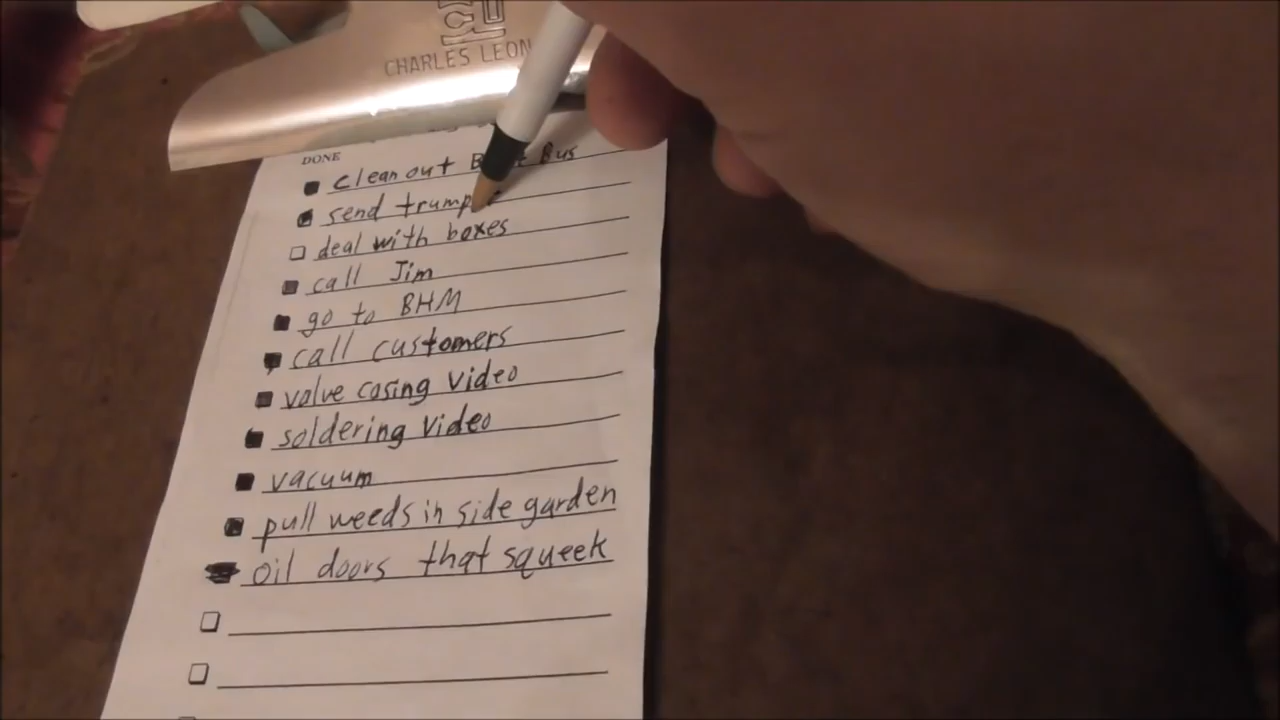 CHARLES LEON
DONE
clean out Bus
send
deal with boxes
call Jim
go to BHM
call customers
valve casing video
soldering video
vacuum
pull weeds in side garden
oil doors that squeek